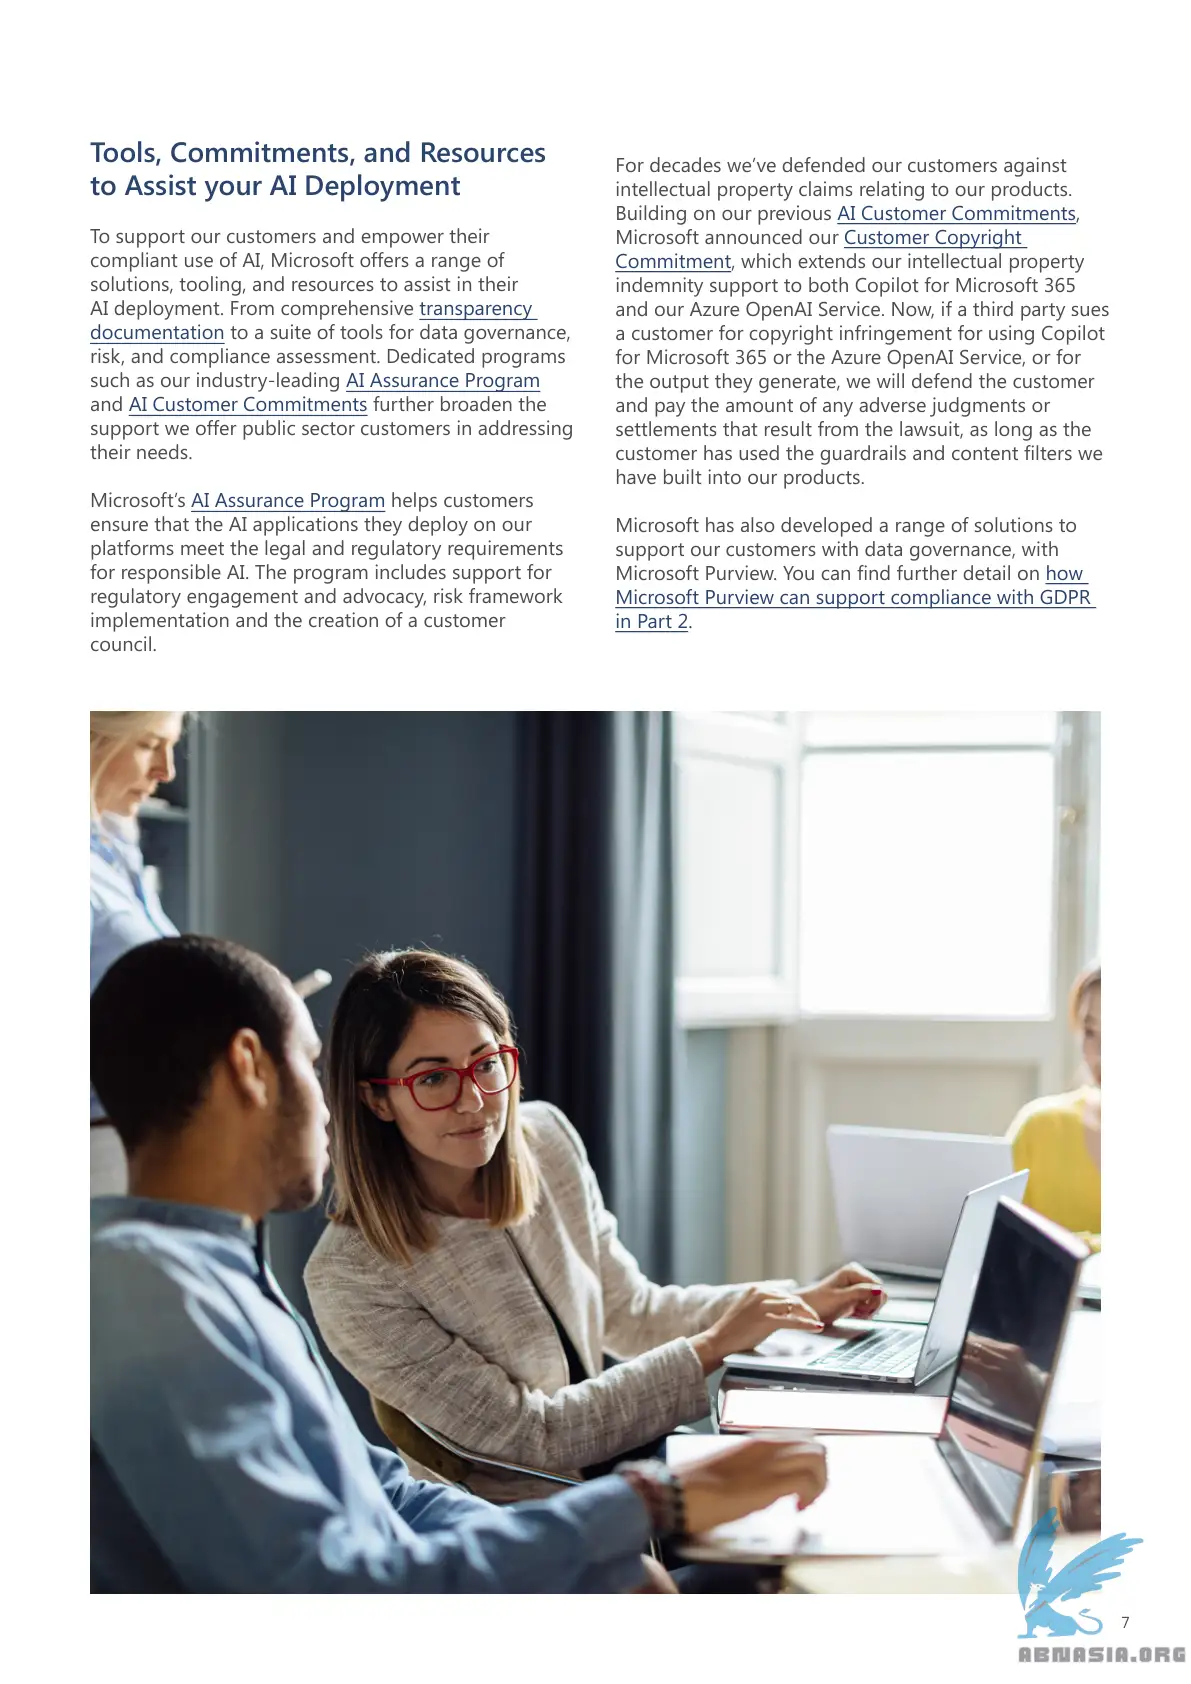 Tools, Commitments, and Resources
to Assist your AI Deployment
To support our customers and empower their
compliant use of AI, Microsoft offers a range of
solutions, tooling, and resources to assist in their
AI deployment. From comprehensive transparency
documentation to a suite of tools for data governance,
risk, and compliance assessment. Dedicated programs
such as our industry-leading AI Assurance Program
and AI Customer Commitments further broaden the
support we offer public sector customers in addressing
their needs.
Microsoft’s AI Assurance Program helps customers
ensure that the AI applications they deploy on our
platforms meet the legal and regulatory requirements
for responsible AI. The program includes support for
regulatory engagement and advocacy, risk framework
implementation and the creation of a customer
council.
For decades we’ve defended our customers against
intellectual property claims relating to our products.
Building on our previous AI Customer Commitments,
Microsoft announced our Customer Copyright
Commitment, which extends our intellectual property
indemnity support to both Copilot for Microsoft 365
and our Azure OpenAI Service. Now, if a third party sues
a customer for copyright infringement for using Copilot
for Microsoft 365 or the Azure OpenAI Service, or for
the output they generate, we will defend the customer
and pay the amount of any adverse judgments or
settlements that result from the lawsuit, as long as the
customer has used the guardrails and content filters we
have built into our products.
Microsoft has also developed a range of solutions to
support our customers with data governance, with
Microsoft Purview. You can find further detail on how
Microsoft Purview can support compliance with GDPR
in Part 2.
7
ABNASIA.ORG